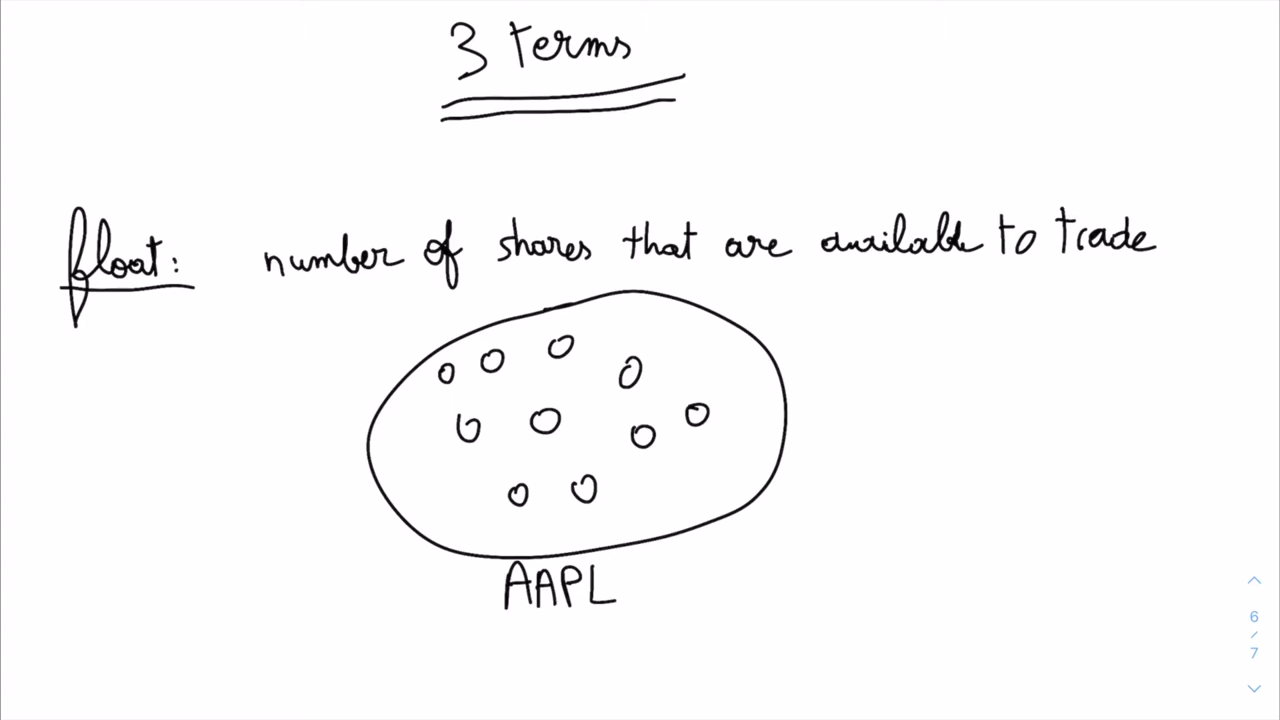 3 terms
float: number of shares that are available to trade
AAPL
6
/
7